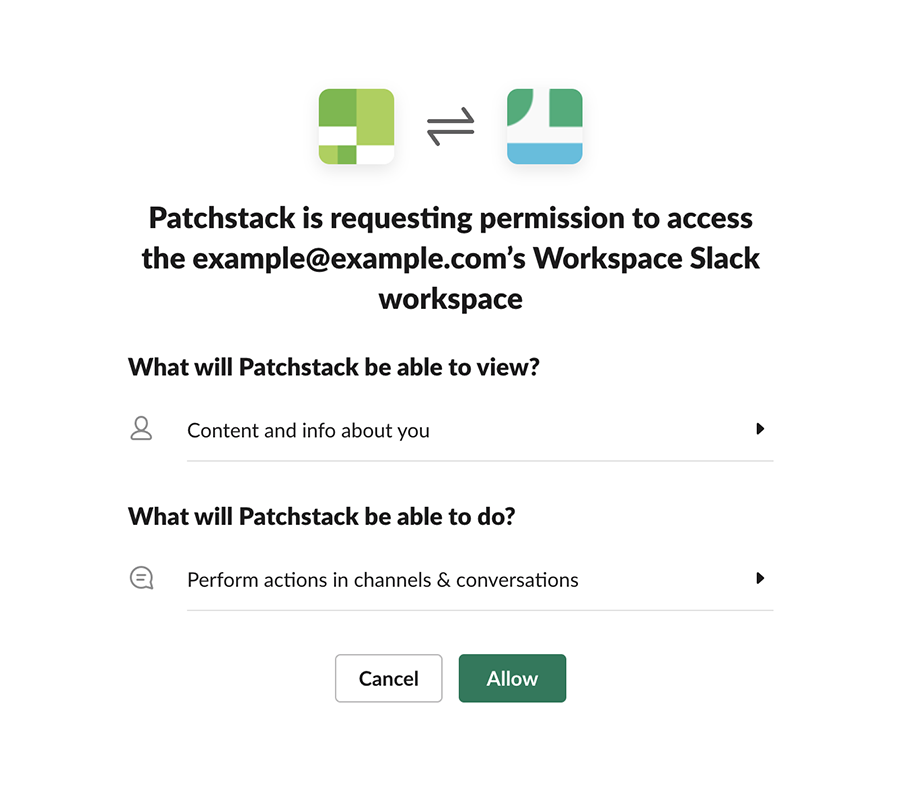 Patchstack is requesting permission to access
the example@example.com’s Workspace Slack
workspace
What will Patchstack be able to view?
Content and info about you
What will Patchstack be able to do?
Perform actions in channels & conversations
Cancel
Allow